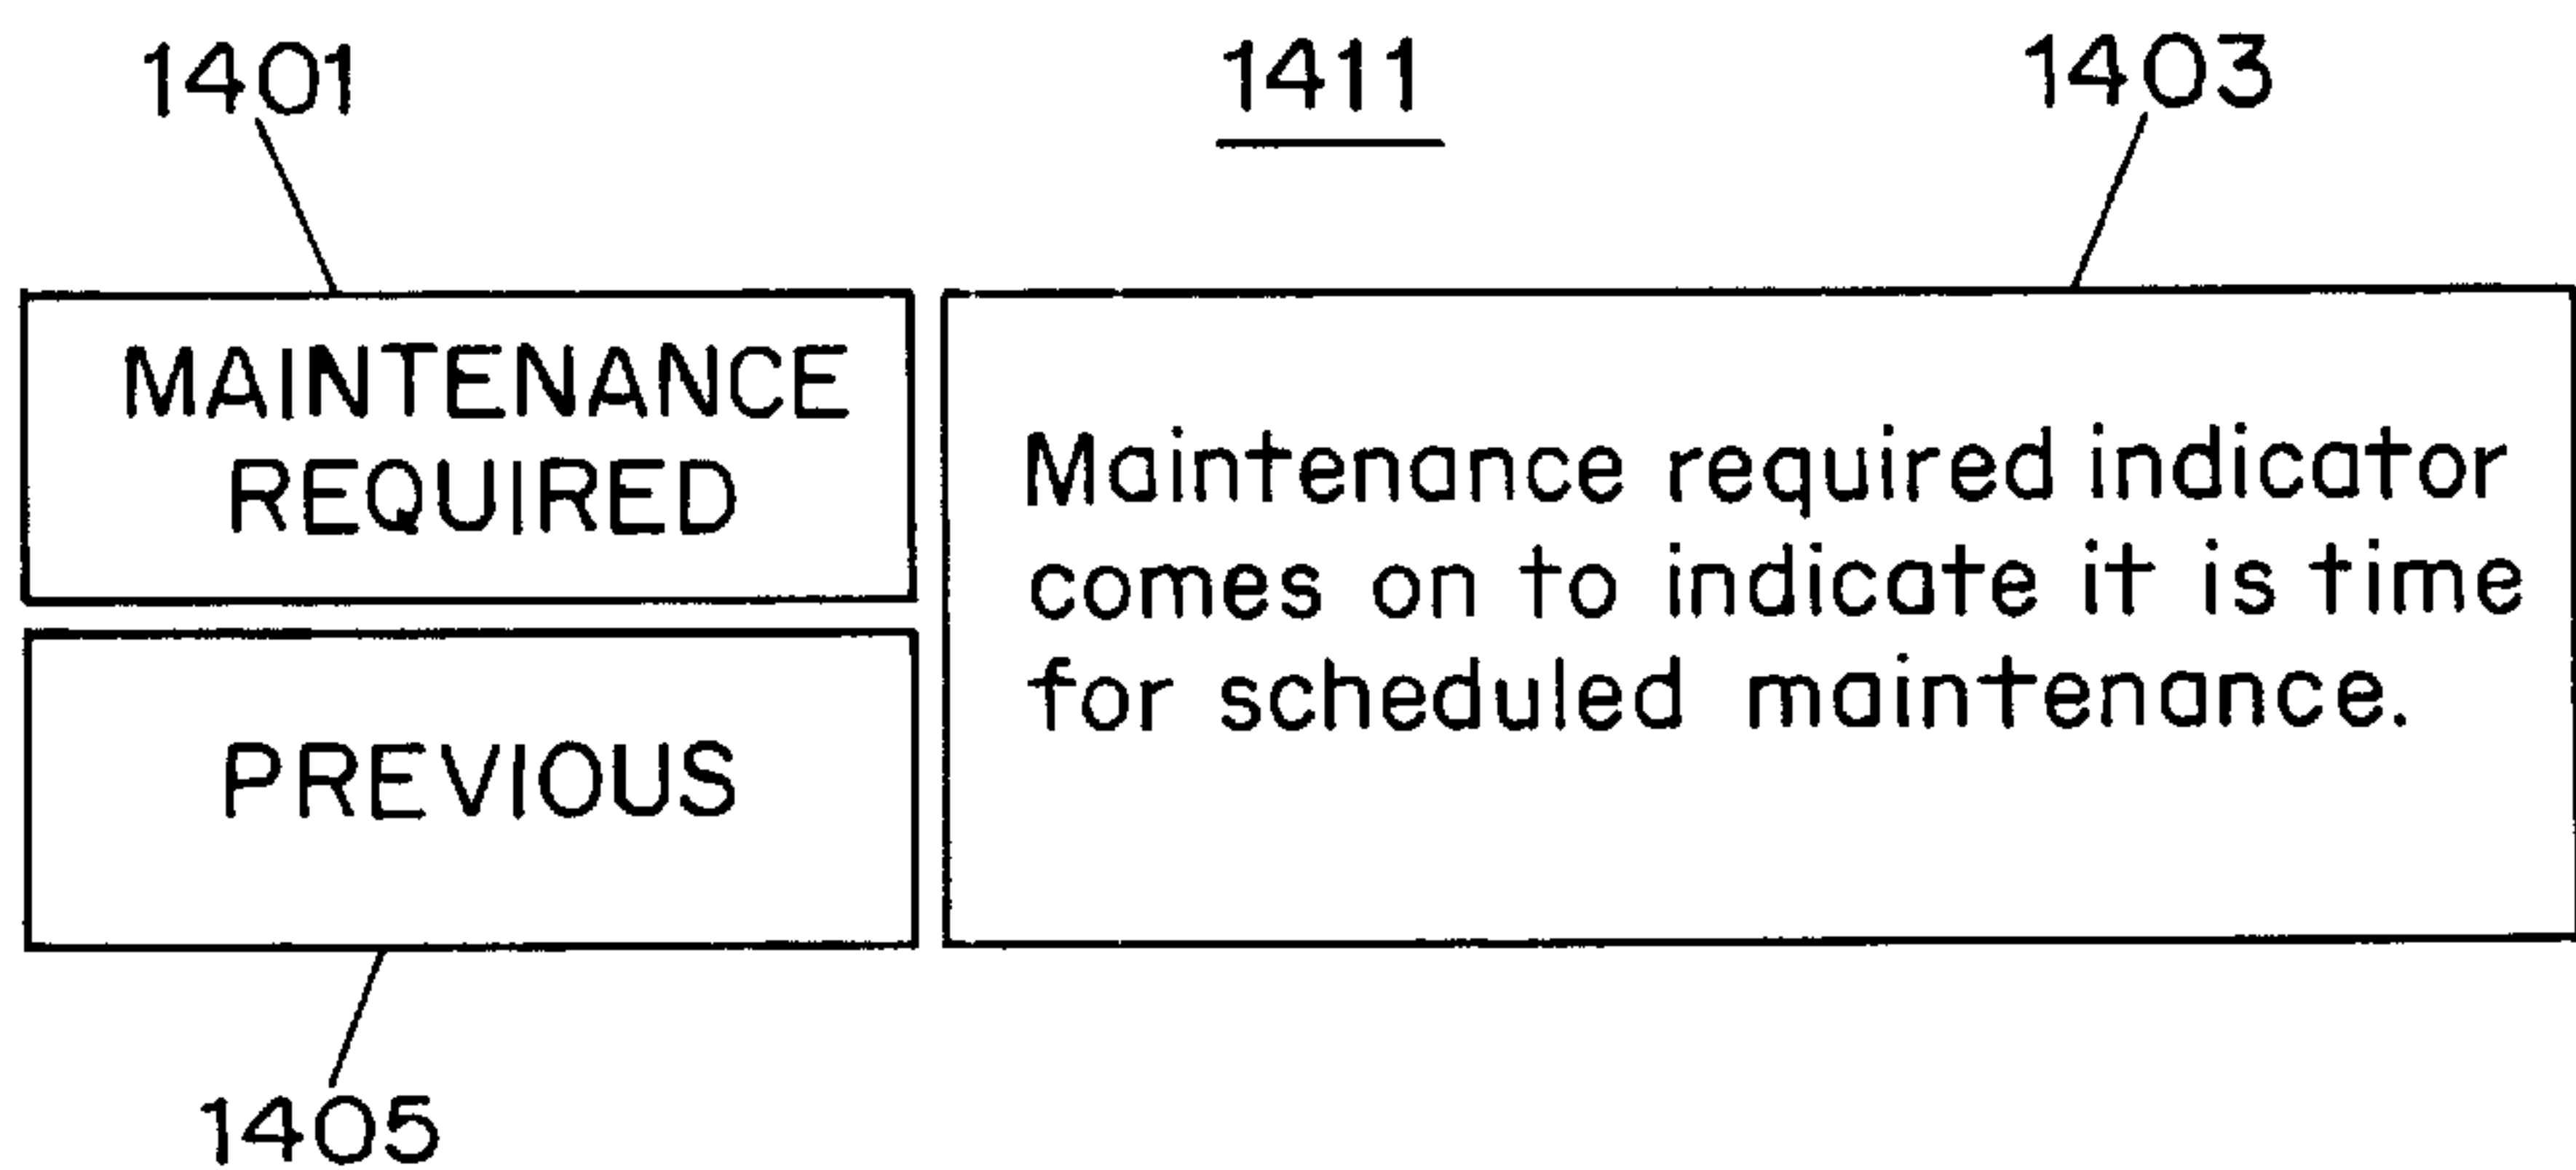 1401
1411
1403
MAINTENANCE
REQUIRED
Maintenance required indicator
comes on to indicate it is time
for scheduled maintenance.
PREVIOUS
1405